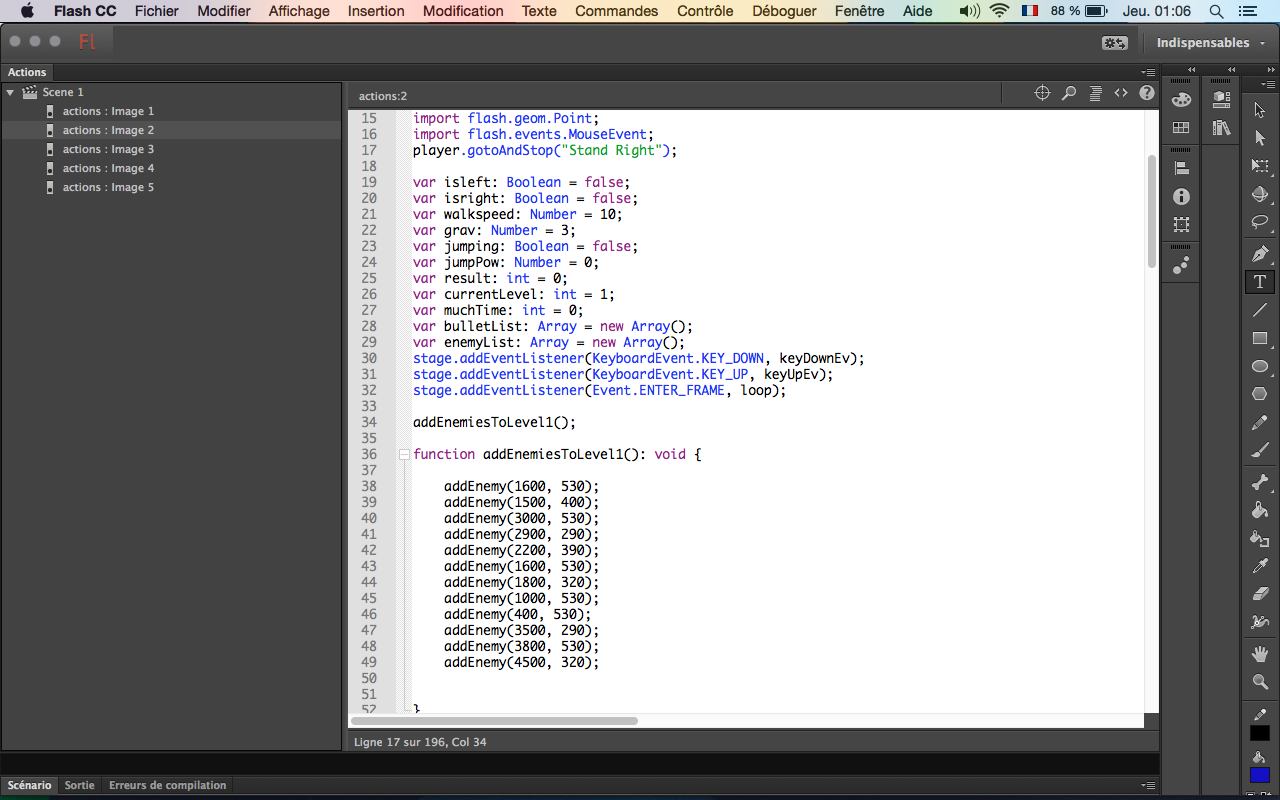 Flash CC Fichier Modifier Affichage Insertion Modification Texte Commandes Contrôle Déboguer Fenêtre Aide 88 % Jeu. 01:06
Fl Indispensables
Actions
Scene 1
actions : Image 1
actions : Image 2
actions : Image 3
actions : Image 4
actions : Image 5
actions:2
15 import flash.geom.Point;
16 import flash.events.MouseEvent;
17 player.gotoAndStop("Stand Right");
18
19 var isleft: Boolean = false;
20 var isright: Boolean = false;
21 var walkspeed: Number = 10;
22 var grav: Number = 3;
23 var jumping: Boolean = false;
24 var jumpPow: Number = 0;
25 var result: int = 0;
26 var currentLevel: int = 1;
27 var muchTime: int = 0;
28 var bulletList: Array = new Array();
29 var enemyList: Array = new Array();
30 stage.addEventListener(KeyboardEvent.KEY_DOWN, keyDownEv);
31 stage.addEventListener(KeyboardEvent.KEY_UP, keyUpEv);
32 stage.addEventListener(Event.ENTER_FRAME, loop);
33
34 addEnemiesToLevel1();
35
36 function addEnemiesToLevel1(): void {
37
38 addEnemy(1600, 530);
39 addEnemy(1500, 400);
40 addEnemy(3000, 530);
41 addEnemy(2900, 290);
42 addEnemy(2200, 390);
43 addEnemy(1600, 530);
44 addEnemy(1800, 320);
45 addEnemy(1000, 530);
46 addEnemy(400, 530);
47 addEnemy(3500, 290);
48 addEnemy(3800, 530);
49 addEnemy(4500, 320);
50
51
52 }
Ligne 17 sur 196, Col 34
Scénario Sortie Erreurs de compilation